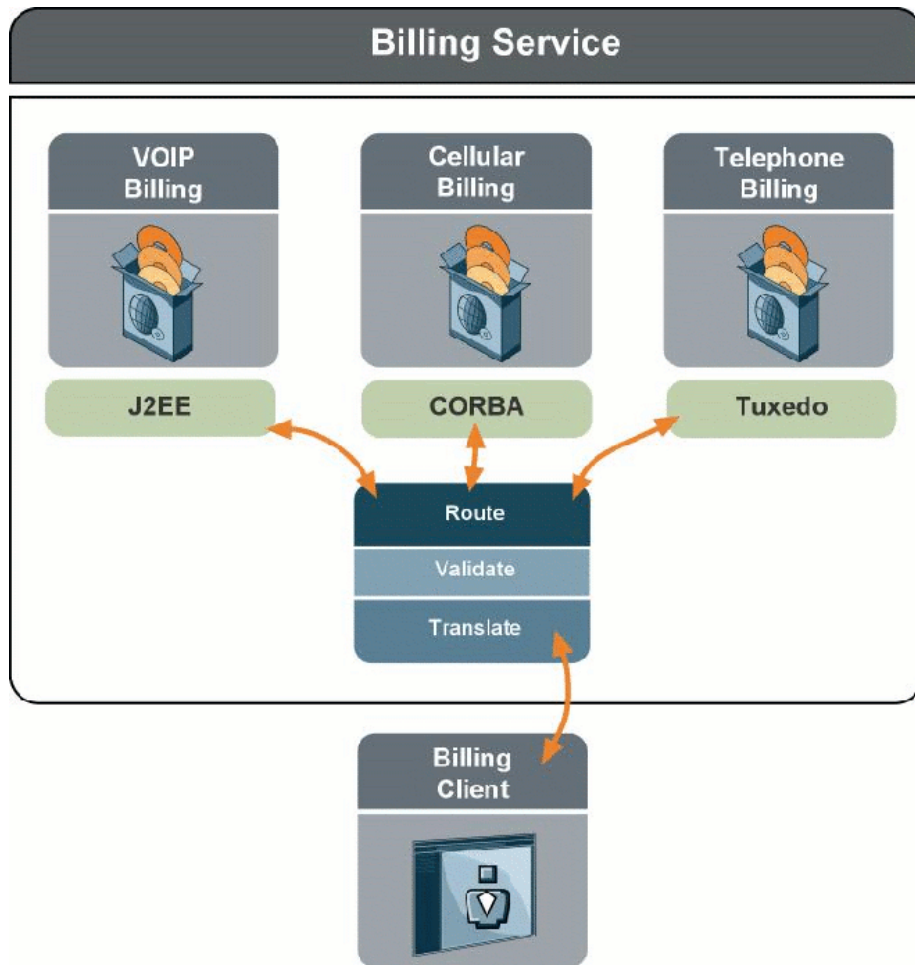 Billing Service
VOIP
Billing
Cellular
Billing
Telephone
Billing
J2EE
CORBA
Tuxedo
Route
Validate
Translate
Billing
Client